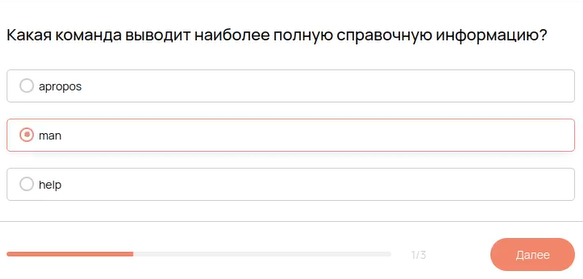 Какая команда выводит наиболее полную справочную информацию?
apropos
man
help
1/3
Далее